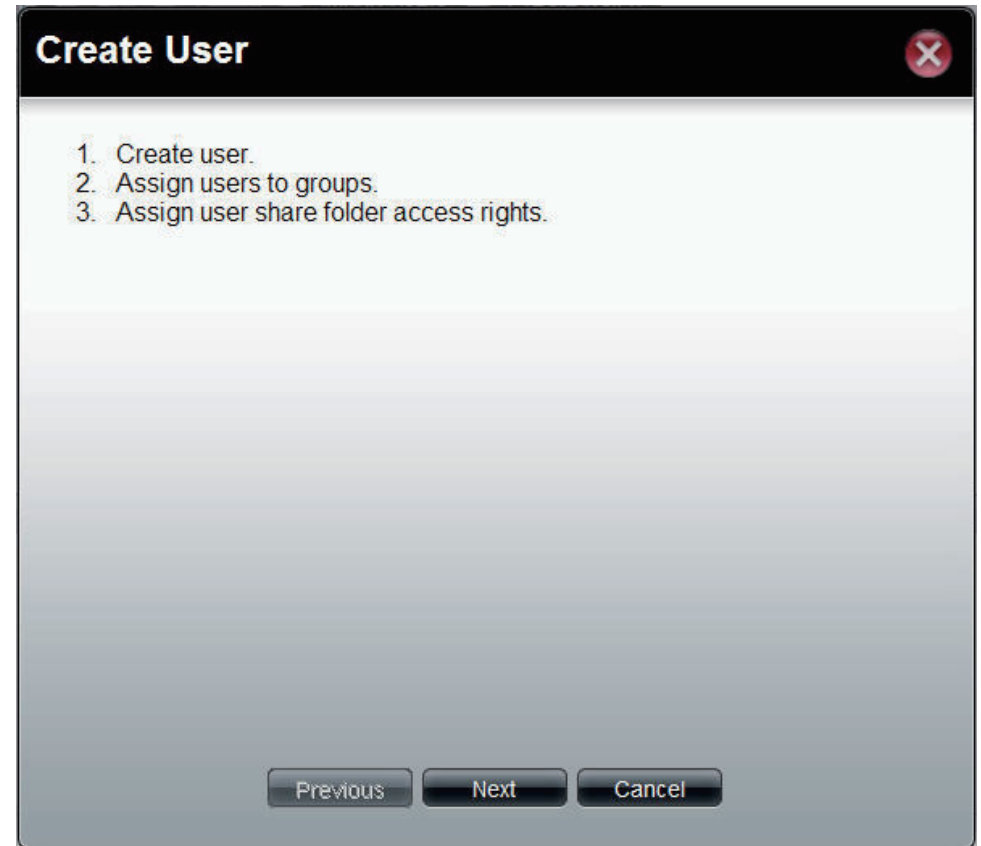 Create User
1. Create user.
2. Assign users to groups.
3. Assign user share folder access rights.
Previous Next Cancel